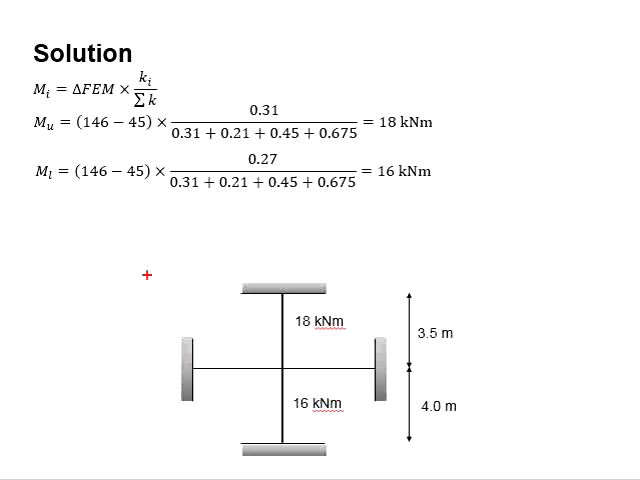 Solution
M_i = ΔFEM × k_i / ∑ k
M_u = (146 − 45) × 0.31 / 0.31 + 0.21 + 0.45 + 0.675 = 18 kNm
M_l = (146 − 45) × 0.27 / 0.31 + 0.21 + 0.45 + 0.675 = 16 kNm
+
18 kNm
3.5 m
16 kNm
4.0 m